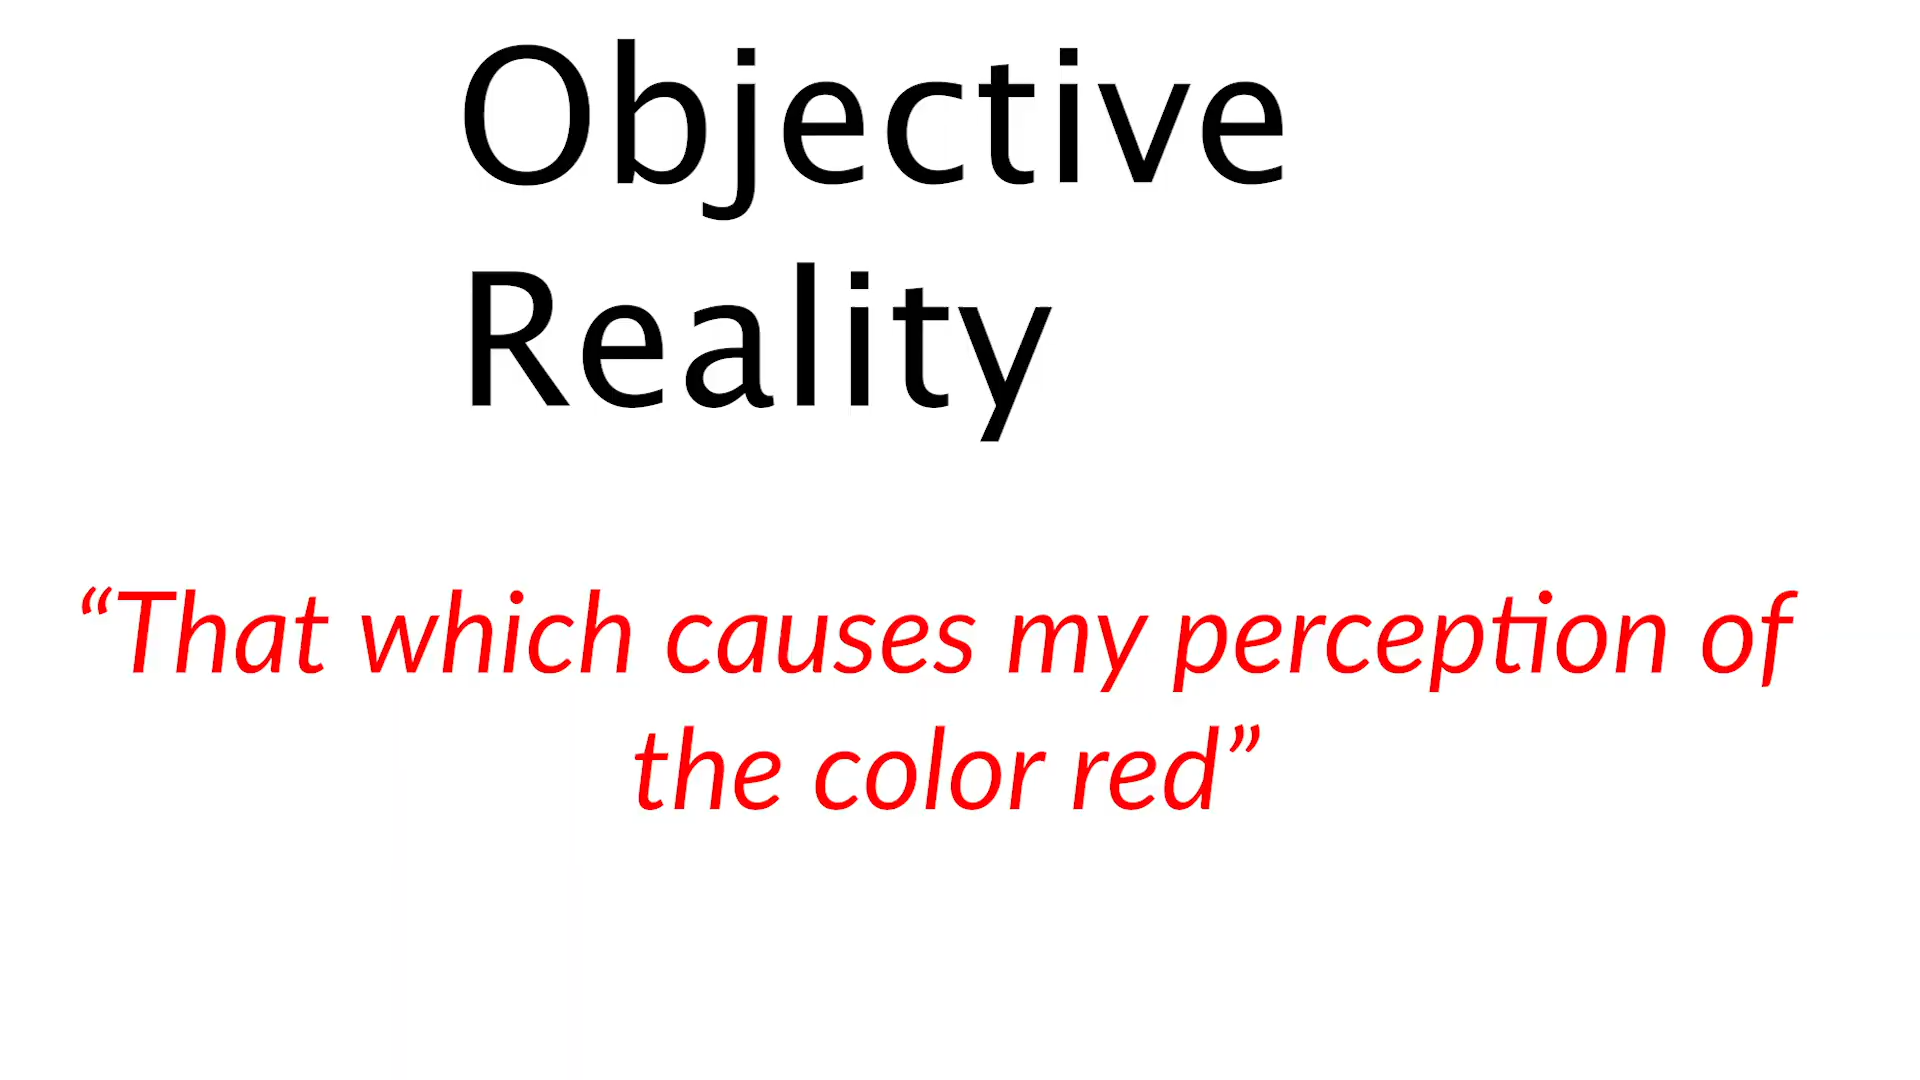 Objective
Reality
“That which causes my perception of
the color red”